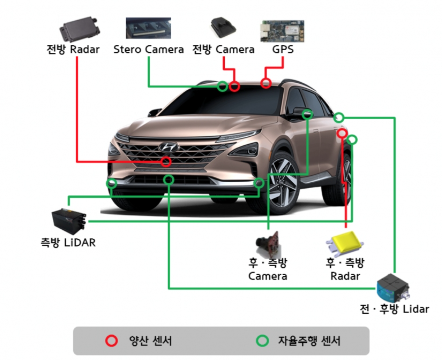 전방 Radar
Stero Camera
전방 Camera
GPS
측방 LiDAR
후 · 측방
Camera
후 · 측방
Radar
전 · 후방 Lidar
양산 센서
자율주행 센서